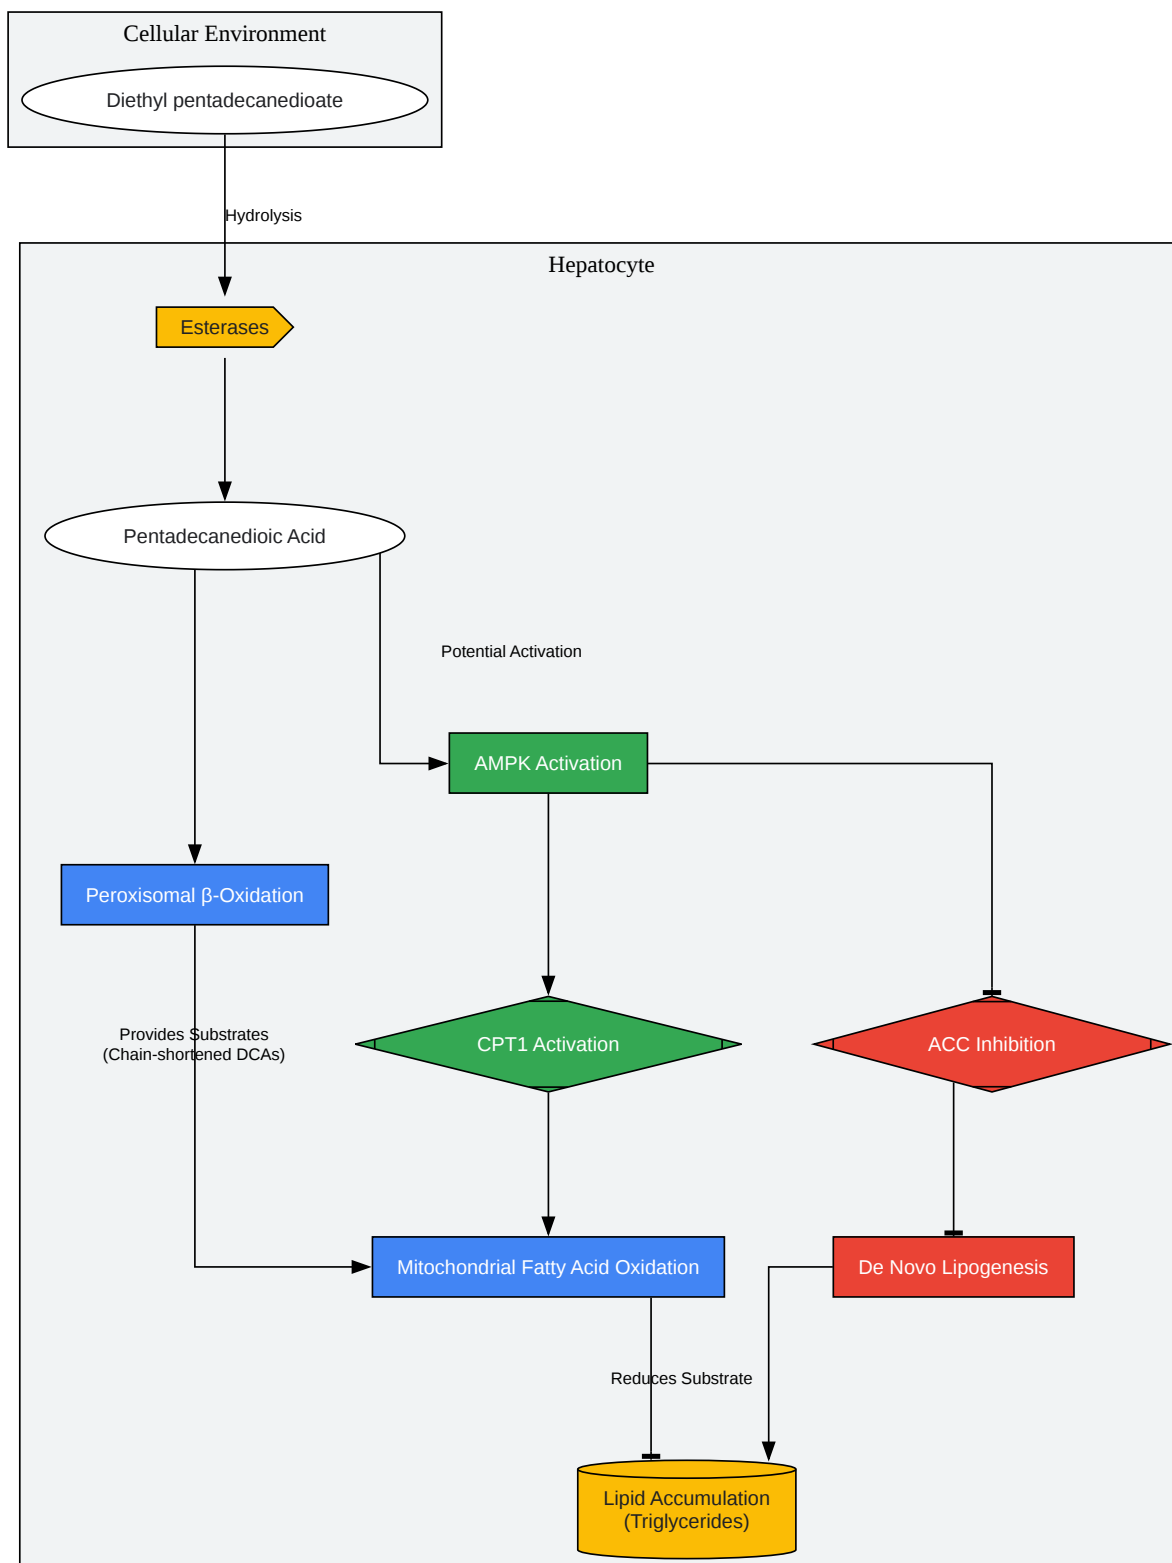 Cellular Environment
Diethyl pentadecanedioate
Hydrolysis
Hepatocyte
Esterases
Pentadecanedioic Acid
Potential Activation
AMPK Activation
Peroxisomal β-Oxidation
Provides Substrates
(Chain-shortened DCAs)
CPT1 Activation
ACC Inhibition
Mitochondrial Fatty Acid Oxidation
De Novo Lipogenesis
Reduces Substrate
Lipid Accumulation
(Triglycerides)